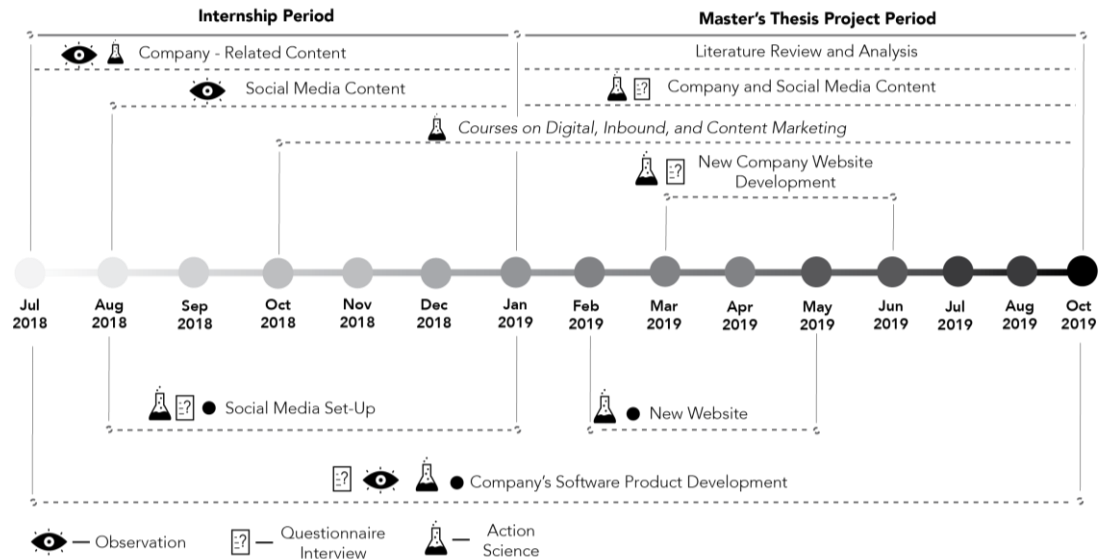 Internship Period
Master's Thesis Project Period
Company - Related Content
Literature Review and Analysis
Social Media Content
Company and Social Media Content
Courses on Digital, Inbound, and Content Marketing
New Company Website
Development
Jul
2018
Aug
2018
Sep
2018
Oct
2018
Nov
2018
Dec
2018
Jan
2019
Feb
2019
Mar
2019
Apr
2019
May
2019
Jun
2019
Jul
2019
Aug
2019
Oct
2019
Social Media Set-Up
New Website
Company's Software Product Development
Observation
Questionnaire
Interview
Action
Science